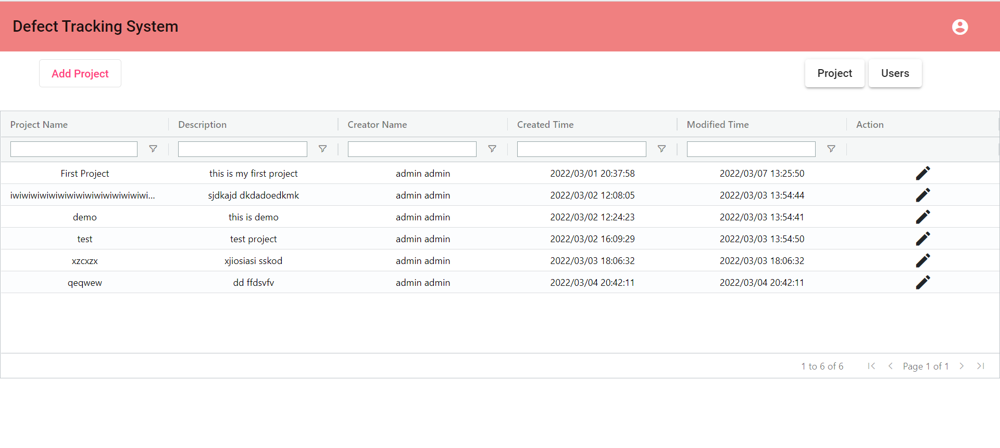 Defect Tracking System
Add Project Project Users
Project Name Description Creator Name Created Time Modified Time Action
First Project this is my first project admin admin 2022/03/01 20:37:58 2022/03/07 13:25:50
iwiwiwiwiwiwiwiwiwiwiwiwiwiwiwi... sjdkajd dkdadoedkmk admin admin 2022/03/02 12:08:05 2022/03/03 13:54:44
demo this is demo admin admin 2022/03/02 12:24:23 2022/03/03 13:54:41
test test project admin admin 2022/03/02 16:09:29 2022/03/03 13:54:50
xzcxzx xjiosiasi sskod admin admin 2022/03/03 18:06:32 2022/03/03 18:06:32
qeqwew dd ffdsvfv admin admin 2022/03/04 20:42:11 2022/03/04 20:42:11
1 to 6 of 6 Page 1 of 1